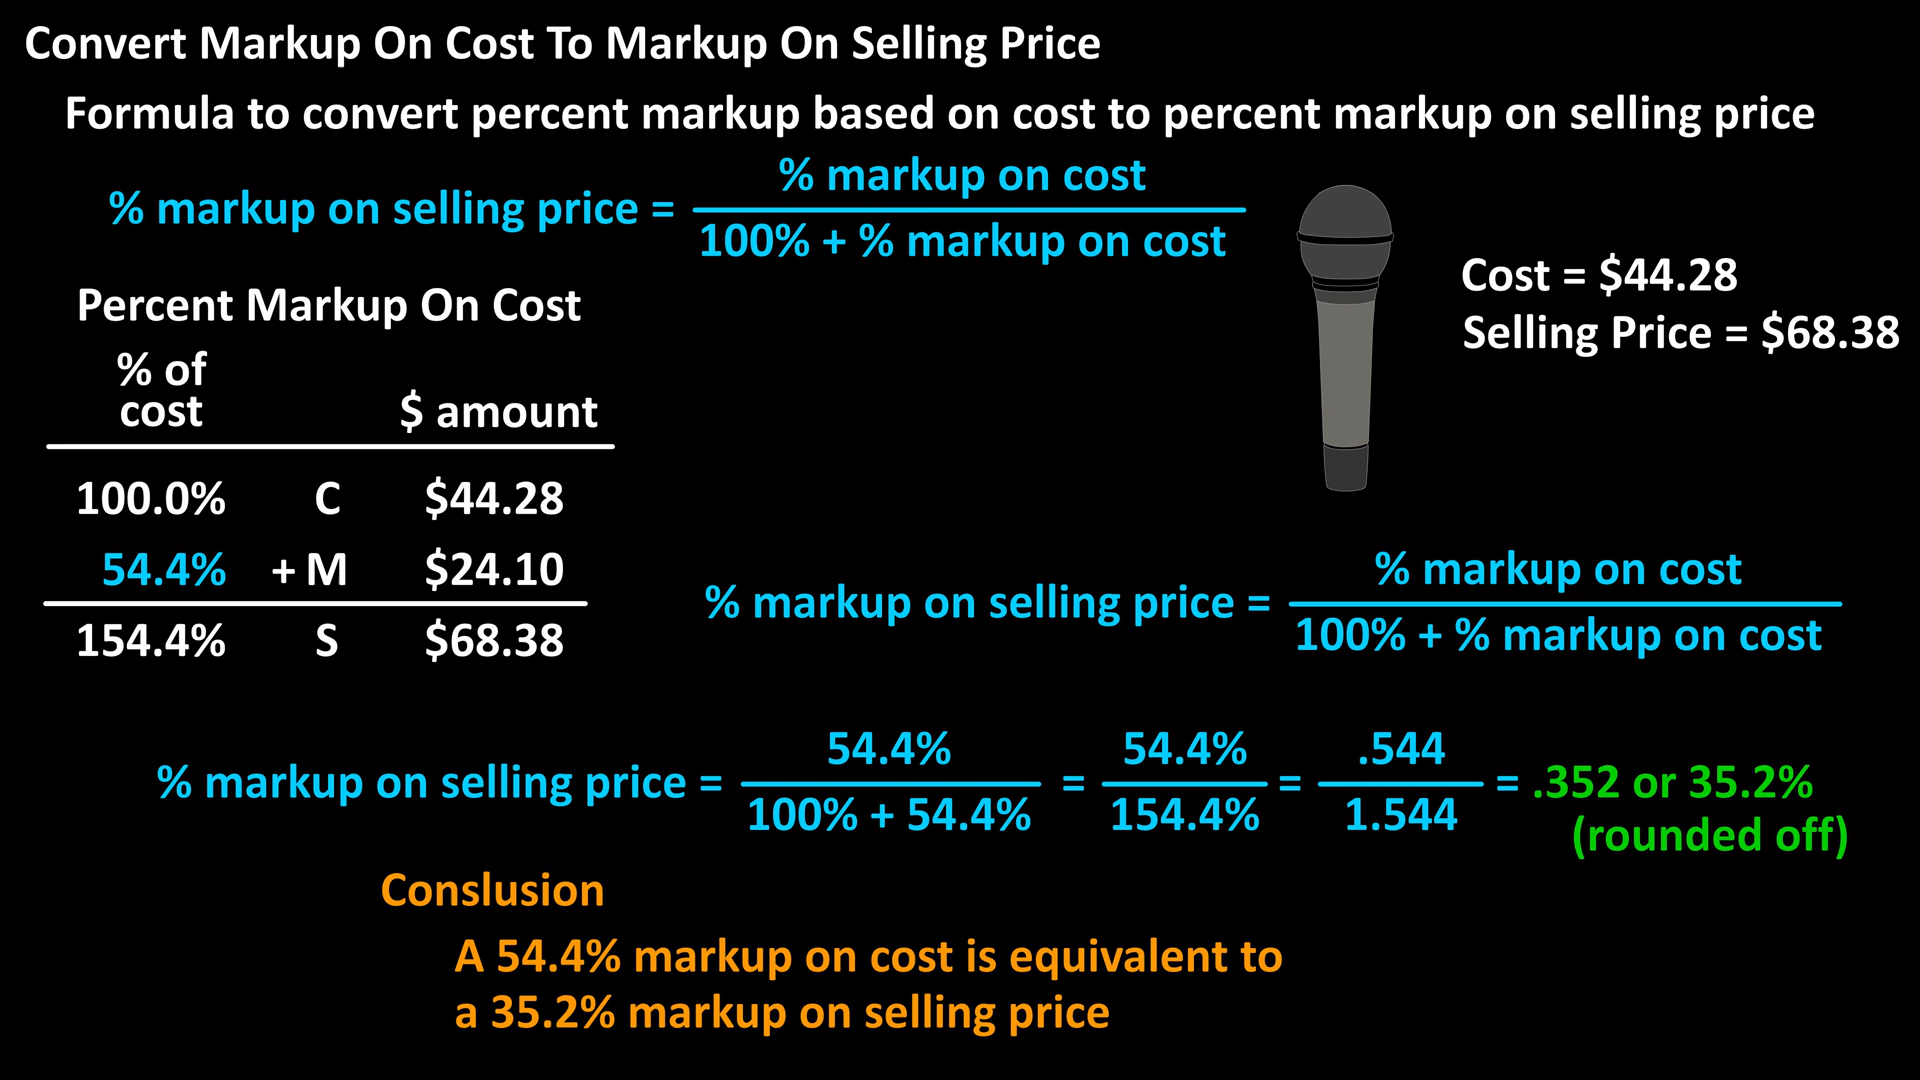 Convert Markup On Cost To Markup On Selling Price
Formula to convert percent markup based on cost to percent markup on selling price
% markup on selling price = % markup on cost
100% + % markup on cost
Cost = $44.28
Selling Price = $68.38
Percent Markup On Cost
% of
cost $ amount
100.0% C $44.28
54.4% + M $24.10
154.4% S $68.38
% markup on selling price = % markup on cost
100% + % markup on cost
% markup on selling price = 54.4% = 54.4% = .544 = .352 or 35.2%
100% + 54.4% 154.4% 1.544
(rounded off)
Conslusion
A 54.4% markup on cost is equivalent to
a 35.2% markup on selling price